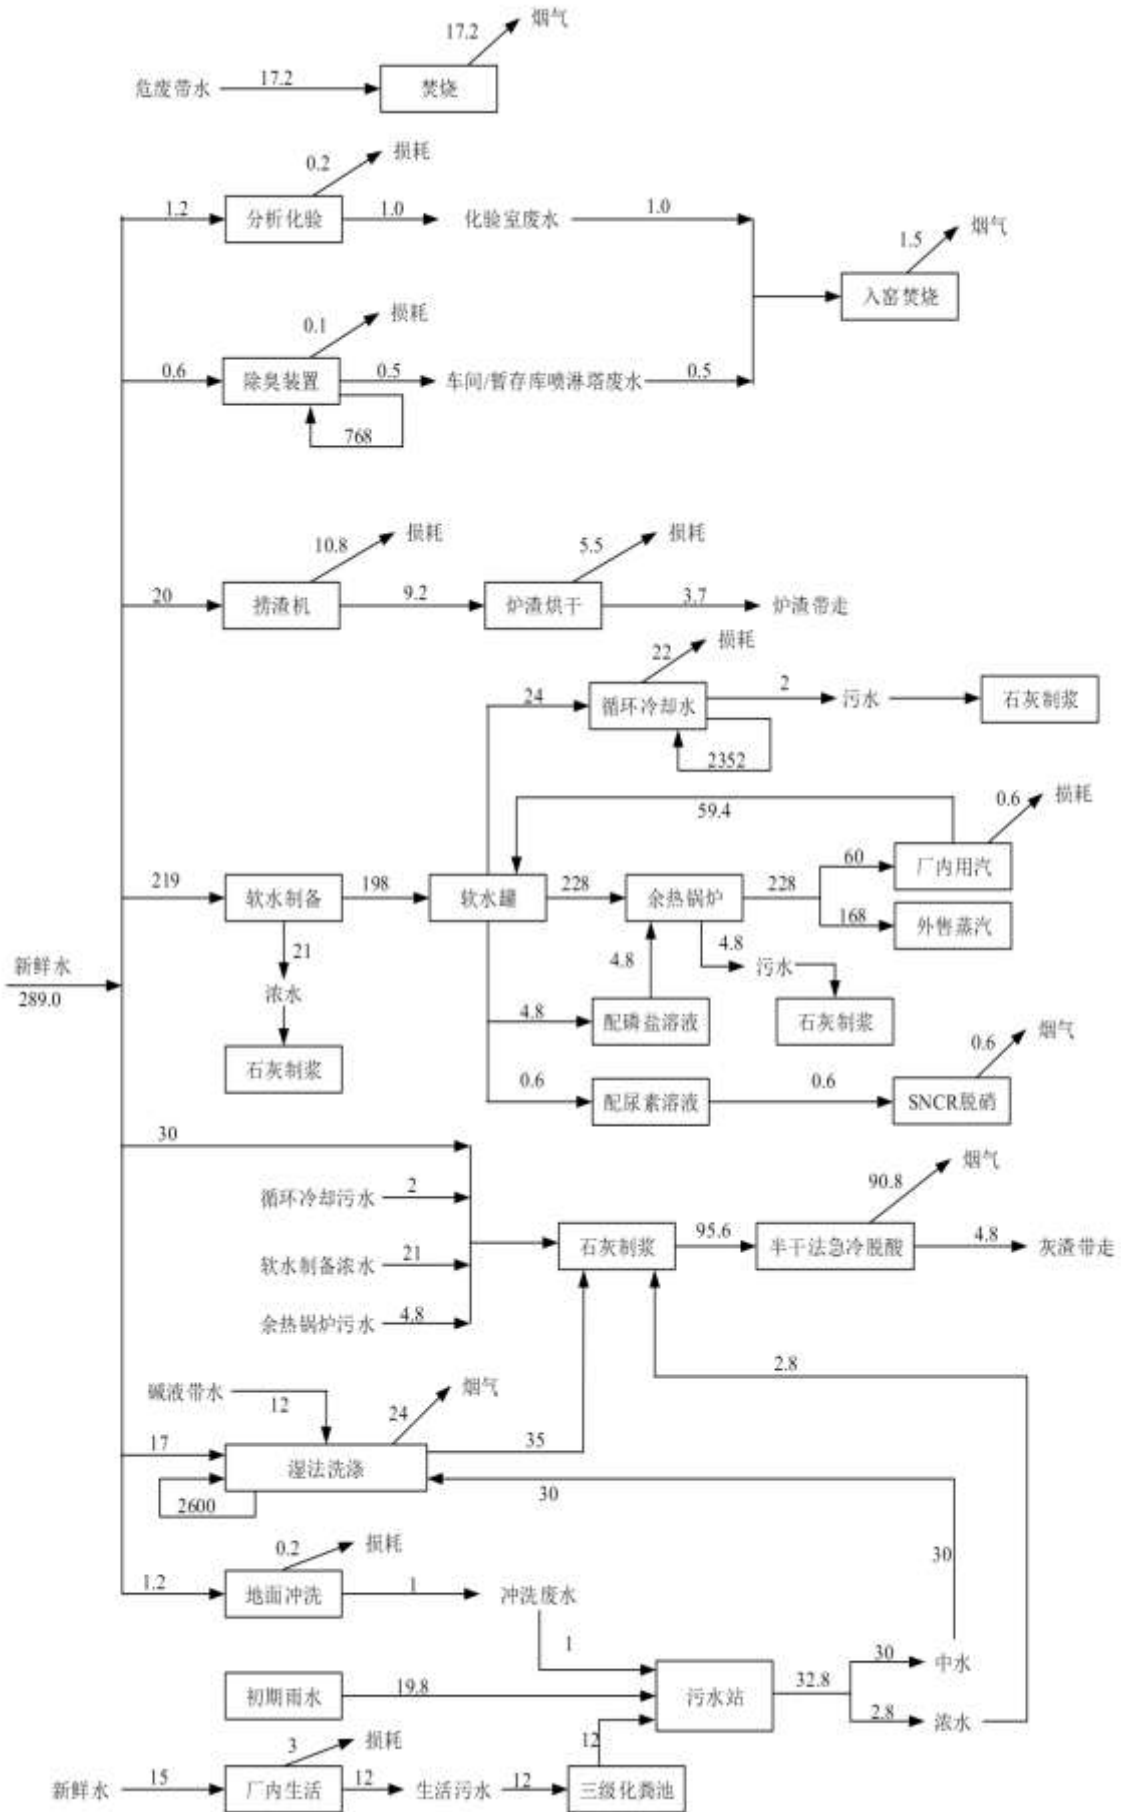 17.2 烟气
危废带水 17.2 焚烧
0.2 损耗
1.2 分析化验 1.0 化验室废水 1.0
1.5 烟气
入窑焚烧
0.1 损耗
0.6 除臭装置 0.5 车间/暂存库喷淋塔废水 0.5
768
10.8 损耗 5.5 损耗
20 捞渣机 9.2 炉渣烘干 3.7 炉渣带走
22 损耗
24 循环冷却水 2 污水 石灰制浆
2352
59.4 0.6 损耗
60 厂内用汽
219 软水制备 198 软水罐 228 余热锅炉 228
168 外售蒸汽
21 4.8 4.8 污水
新鲜水
289.0
浓水
4.8 配磷盐溶液 石灰制浆
石灰制浆
0.6 烟气
0.6 配尿素溶液 0.6 SNCR脱硝
30
90.8 烟气
循环冷却污水 2
石灰制浆 95.6 半干法急冷脱酸 4.8 灰渣带走
软水制备浓水 21
余热锅炉污水 4.8
2.8
碱液带水 12 24 烟气
17 湿法洗涤 35
2600
30
30
0.2 损耗
1.2 地面冲洗 1 冲洗废水
1
30 中水
初期雨水 19.8 污水站 32.8
2.8 浓水
3 损耗 12
新鲜水 15 厂内生活 12 生活污水 12 三级化粪池